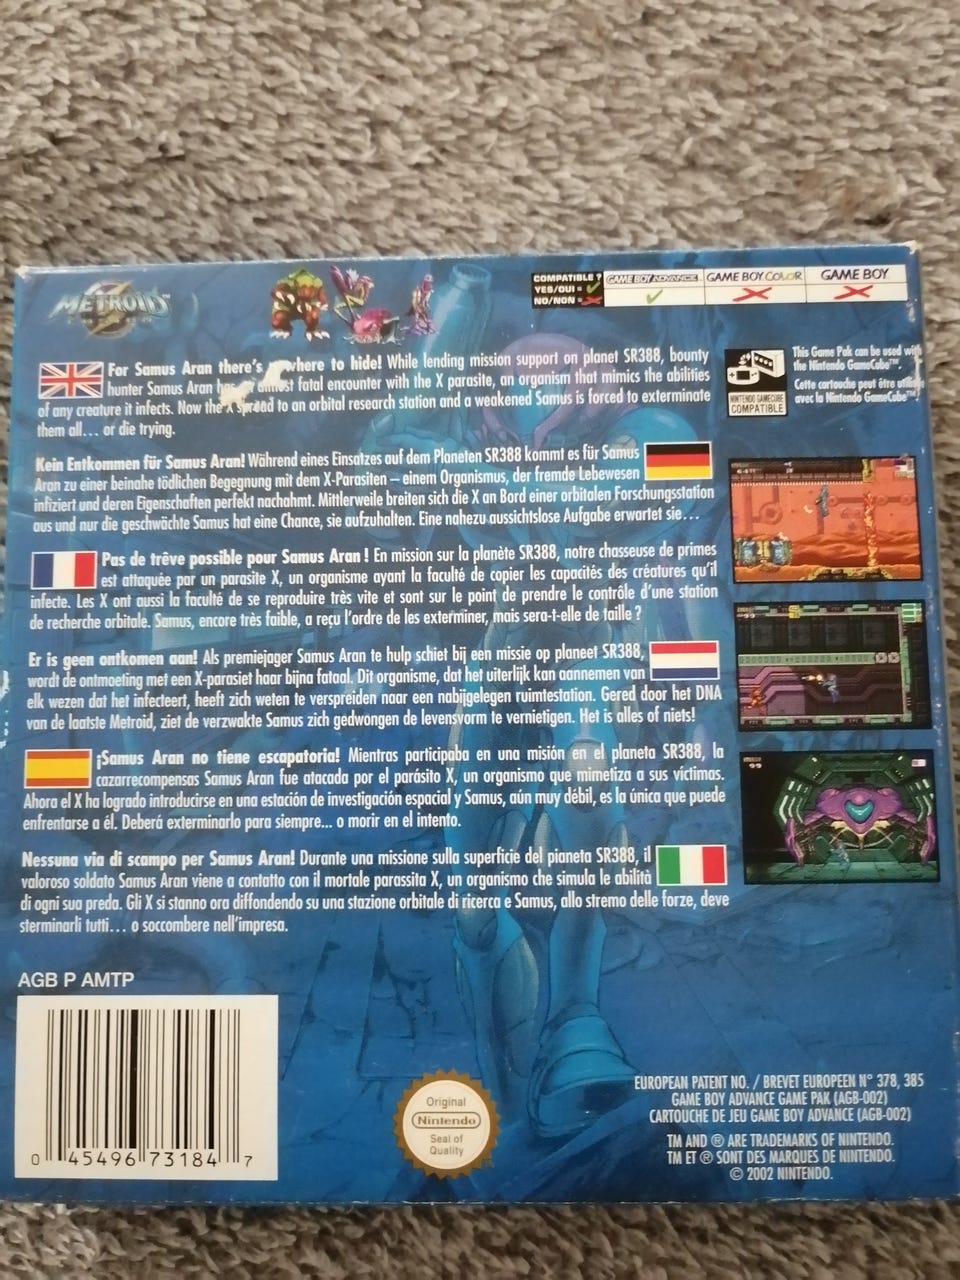 METROID™
COMPATIBLE ?
YES/OUI =
NO/NON =
GAME BOY ADVANCE
GAME BOY COLOR
GAME BOY
For Samus Aran there's where to hide! While lending mission support on planet SR388, bounty
hunter Samus Aran has fatal encounter with the X parasite, an organism that mimics the abilities
of any creature it infects. Now the X spread to an orbital research station and a weakened Samus is forced to exterminate
them all... or die trying.
This Game Pak can be used with
the Nintendo GameCube™.
Cette cartouche peut être
avec la Nintendo GameCube™
NINTENDO GAMECUBE
COMPATIBLE
Kein Entkommen für Samus Aran! Während eines Einsatzes auf dem Planeten SR388 kommt es für Samus
Aran zu einer beinahe tödlichen Begegnung mit dem X-Parasiten – einem Organismus, der fremde Lebewesen
infiziert und deren Eigenschaften perfekt nachahmt. Mittlerweile breiten sich die X an Bord einer orbitalen Forschungsstation
aus und nur die geschwächte Samus hat eine Chance, sie aufzuhalten. Eine nahezu aussichtslose Aufgabe erwartet sie...
Pas de trêve possible pour Samus Aran ! En mission sur la planète SR388, notre chasseuse de primes
est attaquée par un parasite X, un organisme ayant la faculté de copier les capacités des créatures qu'il
infecte. Les X ont aussi la faculté de se reproduire très vite et sont sur le point de prendre le contrôle d'une station
de recherche orbitale. Samus, encore très faible, a reçu l'ordre de les exterminer, mais sera-t-elle de taille ?
Er is geen ontkomen aan! Als premiejager Samus Aran te hulp schiet bij een missie op planeet SR388,
wordt de ontmoeting met een X-parasiet haar bijna fataal. Dit organisme, dat het uiterlijk kan aannemen van
elk wezen dat het infecteert, heeft zich weten te verspreiden naar een nabijgelegen ruimtestation. Gered door het DNA
van de laatste Metroid, ziet de verzwakte Samus zich gedwongen de levensvorm te vernietigen. Het is alles of niets!
¡Samus Aran no tiene escapatoria! Mientras participaba en una misión en el planeta SR388, la
cazarrecompensas Samus Aran fue atacada por el parásito X, un organismo que mimetiza a sus víctimas.
Ahora el X ha logrado introducirse en una estación de investigación espacial y Samus, aún muy débil, es la única que puede
enfrentarse a él. Deberá exterminarlo para siempre... o morir en el intento.
Nessuna via di scampo per Samus Aran! Durante una missione sulla superficie del pianeta SR388, il
valoroso soldato Samus Aran viene a contatto con il mortale parassita X, un organismo che simula le abilità
di ogni sua preda. Gli X si stanno ora diffondendo su una stazione orbitale di ricerca e Samus, allo stremo delle forze, deve
sterminarli tutti... o soccombere nell'impresa.
AGB P AMTP
0 45496 73184 7
Original
Nintendo
Seal of
Quality
EUROPEAN PATENT NO. / BREVET EUROPEEN N° 378, 385
GAME BOY ADVANCE GAME PAK (AGB-002)
CARTOUCHE DE JEU GAME BOY ADVANCE (AGB-002)
TM AND ® ARE TRADEMARKS OF NINTENDO.
TM ET ® SONT DES MARQUES DE NINTENDO.
© 2002 NINTENDO.